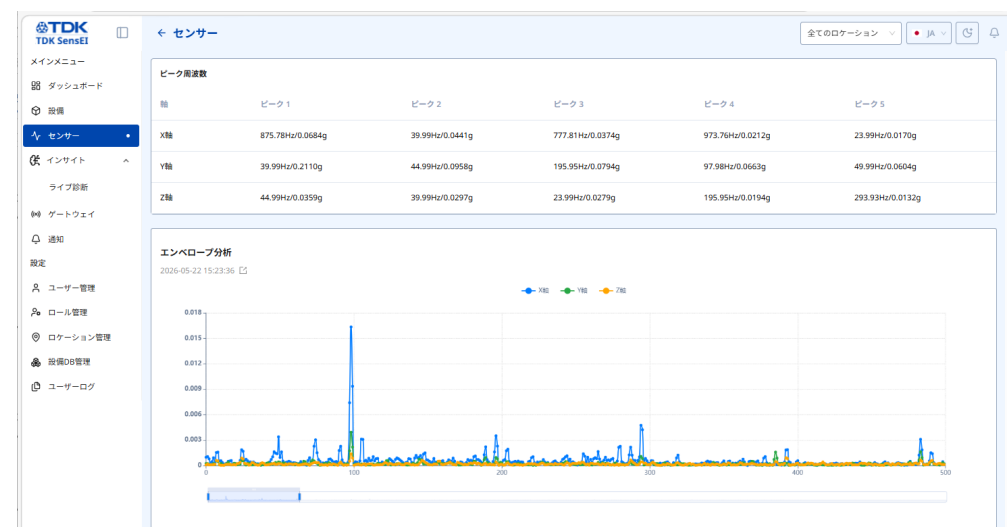 TDK
TDK SensEI
← センサー
全てのロケーション
JA
メインメニュー
ダッシュボード
設備
センサー
インサイト
ライブ診断
ゲートウェイ
通知
設定
ユーザー管理
ロール管理
ロケーション管理
設備DB管理
ユーザーログ
ピーク周波数
軸 ピーク 1 ピーク 2 ピーク 3 ピーク 4 ピーク 5
X軸 875.78Hz/0.0684g 39.99Hz/0.0441g 777.81Hz/0.0374g 973.76Hz/0.0212g 23.99Hz/0.0170g
Y軸 39.99Hz/0.2110g 44.99Hz/0.0958g 195.95Hz/0.0794g 97.98Hz/0.0663g 49.99Hz/0.0604g
Z軸 44.99Hz/0.0359g 39.99Hz/0.0297g 23.99Hz/0.0279g 195.95Hz/0.0194g 293.93Hz/0.0132g
エンベロープ分析
2026-05-22 15:23:36
X軸 Y軸 Z軸
0.018
0.015
0.012
0.009
0.006
0.003
0
0 100 200 300 400 500